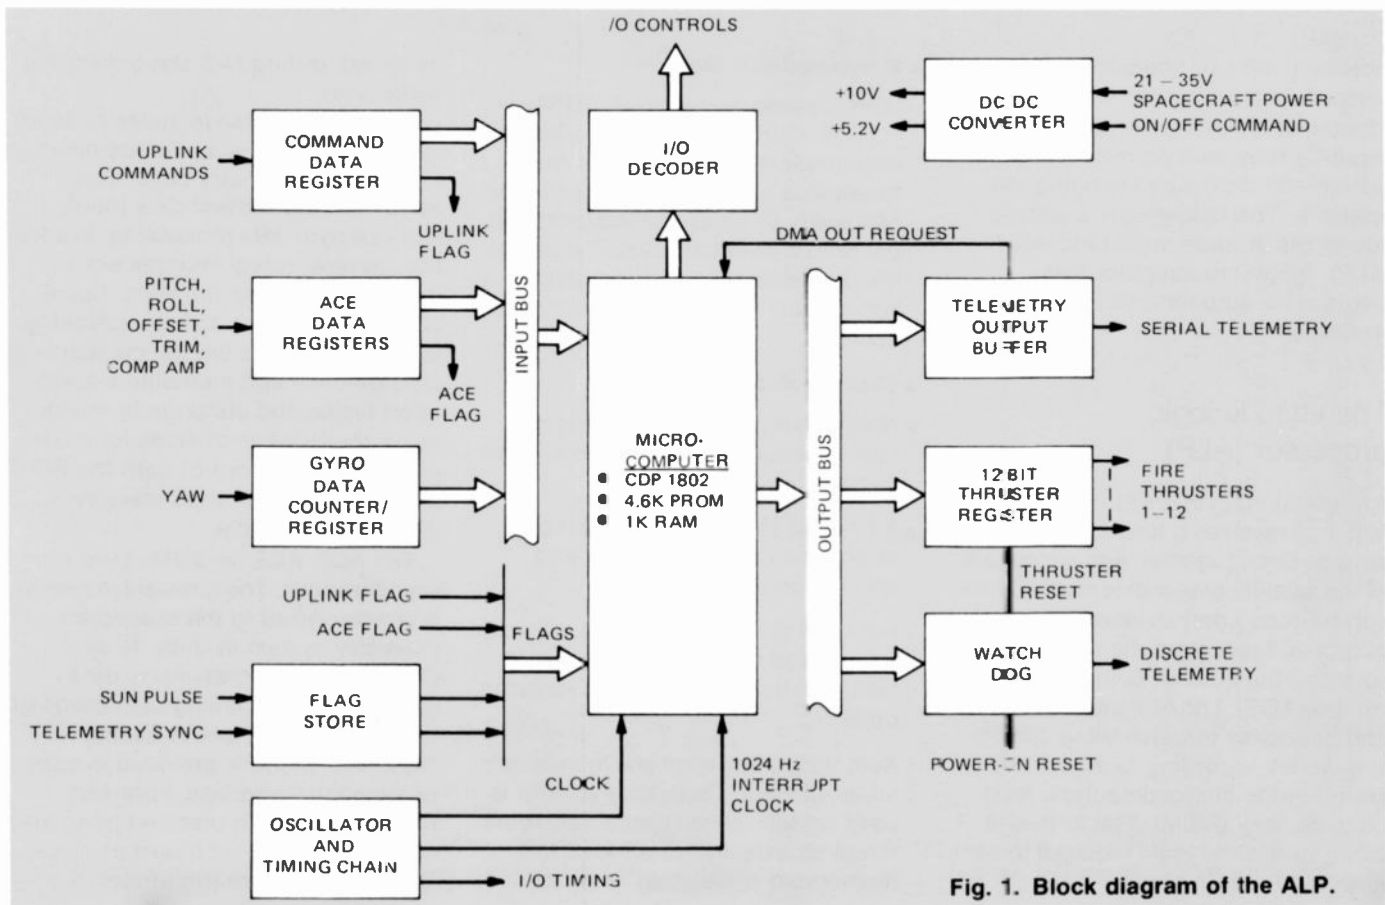 I/O CONTROLS
COMMAND
DATA
REGISTER
UPLINK
COMMANDS
UPLINK
FLAG
I/O
DECODER
+10V
+5.2V
DC DC
CONVERTER
21 – 35V
SPACECRAFT POWER
ON/OFF COMMAND
DMA OUT REQUEST
PITCH,
ROLL,
OFFSET,
TRIM,
COMP AMP
ACE
DATA
REGISTERS
ACE
FLAG
INPUT BUS
TELEMETRY
OUTPUT
BUFFER
SERIAL TELEMETRY
MICRO-
COMPUTER
● CDP 1802
● 4.6K PROM
● 1K RAM
OUTPUT BUS
YAW
GYRO
DATA
COUNTER/
REGISTER
12 BIT
THRUSTER
REGISTER
FIRE
THRUSTERS
1–12
THRUSTER
RESET
UPLINK FLAG
ACE FLAG
FLAGS
SUN PULSE
TELEMETRY SYNC
FLAG
STORE
WATCH
DOG
DISCRETE
TELEMETRY
POWER-ON RESET
CLOCK
1024 Hz
INTERRUPT
CLOCK
OSCILLATOR
AND
TIMING CHAIN
I/O TIMING
Fig. 1. Block diagram of the ALP.